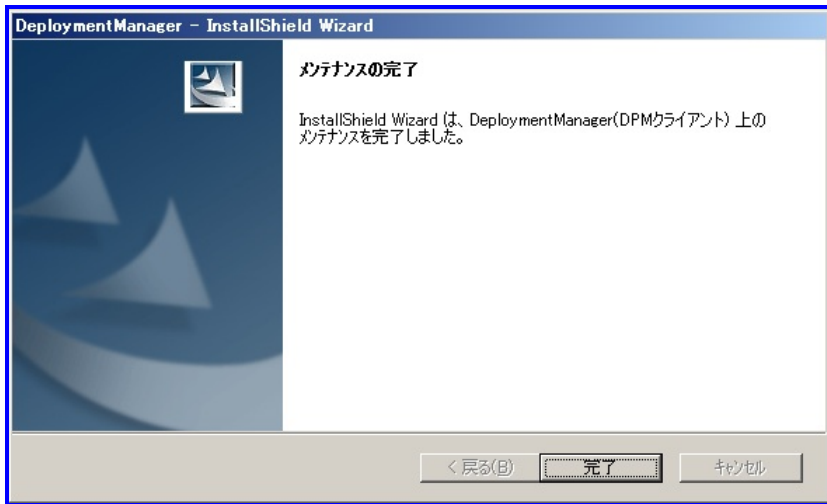 DeploymentManager - InstallShield Wizard
メンテナンスの完了
InstallShield Wizard は、DeploymentManager(DPMクライアント) 上の
メンテナンスを完了しました。
< 戻る(B)
完了
キャンセル